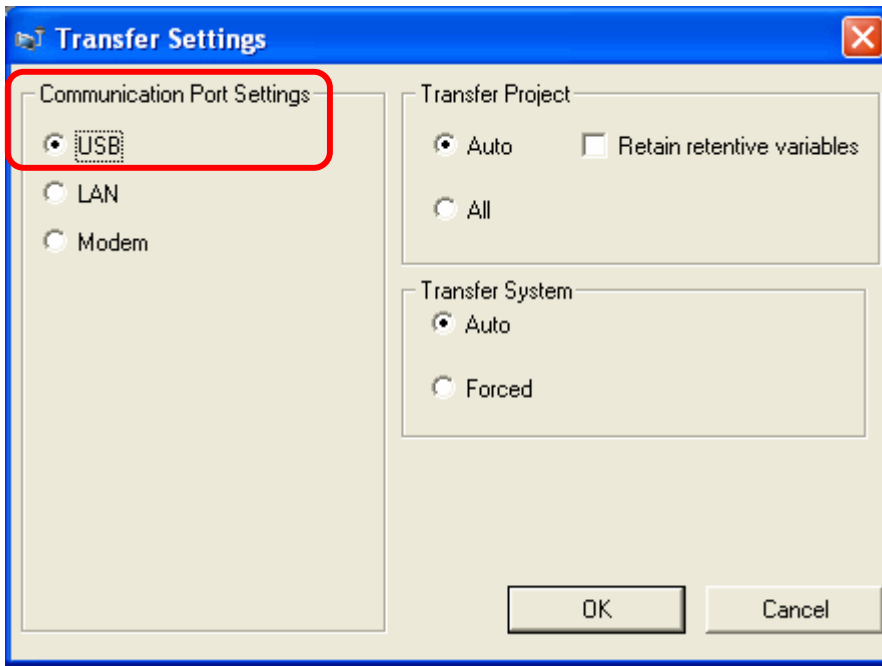 Transfer Settings
Communication Port Settings
USB
LAN
Modem
Transfer Project
Auto
Retain retentive variables
All
Transfer System
Auto
Forced
OK
Cancel